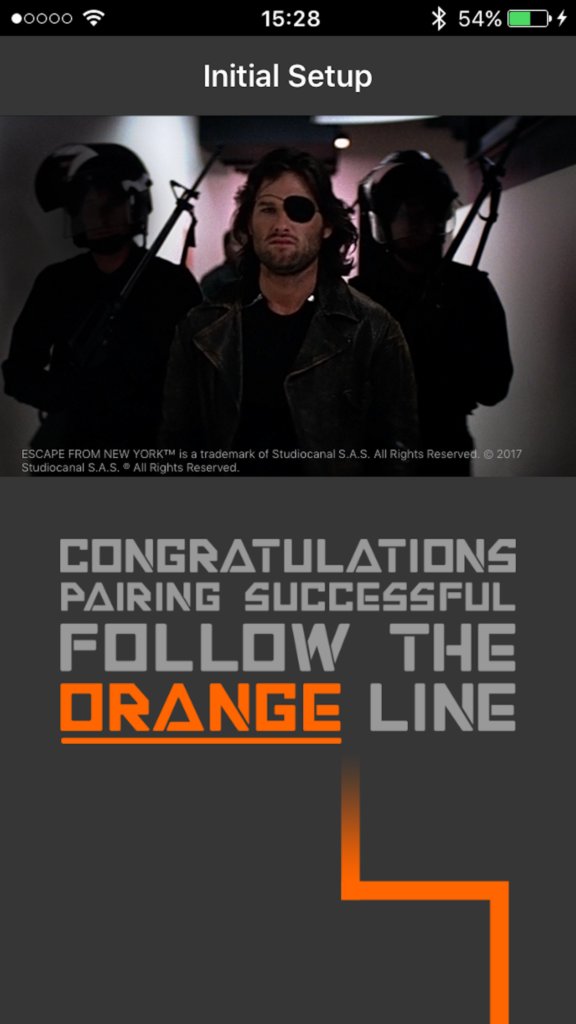 15:28
54%
Initial Setup
ESCAPE FROM NEW YORK™ is a trademark of Studiocanal S.A.S. All Rights Reserved. © 2017
Studiocanal S.A.S. ® All Rights Reserved.
CONGRATULATIONS
PAIRING SUCCESSFUL
FOLLOW THE
ORANGE LINE